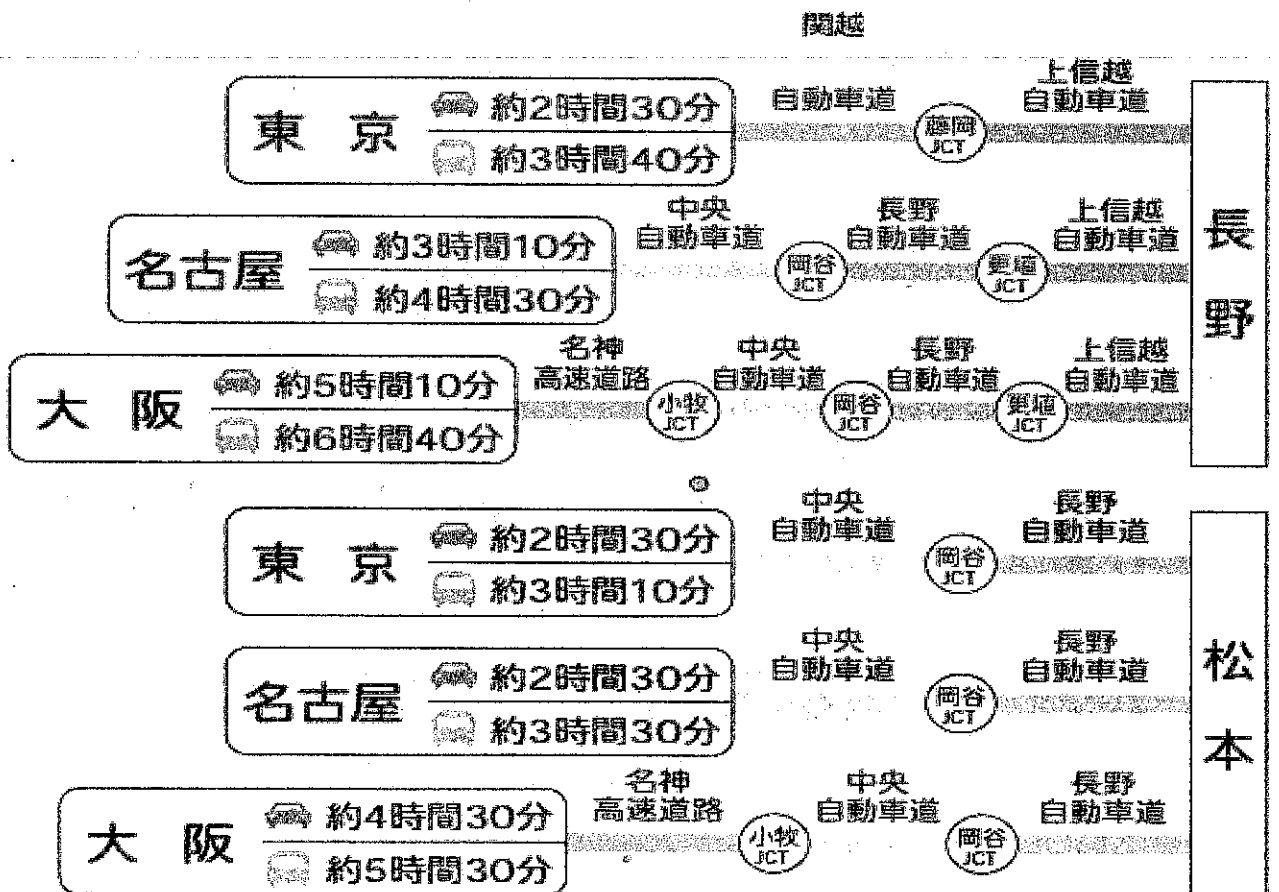 関越
自動車道
上信越
自動車道
東京
約2時間30分
約3時間40分
藤岡
JCT
長野
中央
自動車道
長野
自動車道
上信越
自動車道
名古屋
約3時間10分
約4時間30分
岡谷
JCT
更埴
JCT
名神
高速道路
中央
自動車道
長野
自動車道
上信越
自動車道
大阪
約5時間10分
約6時間40分
小牧
JCT
岡谷
JCT
更埴
JCT
中央
自動車道
長野
自動車道
東京
約2時間30分
約3時間10分
岡谷
JCT
松本
中央
自動車道
長野
自動車道
名古屋
約2時間30分
約3時間30分
岡谷
JCT
名神
高速道路
中央
自動車道
長野
自動車道
大阪
約4時間30分
約5時間30分
小牧
JCT
岡谷
JCT